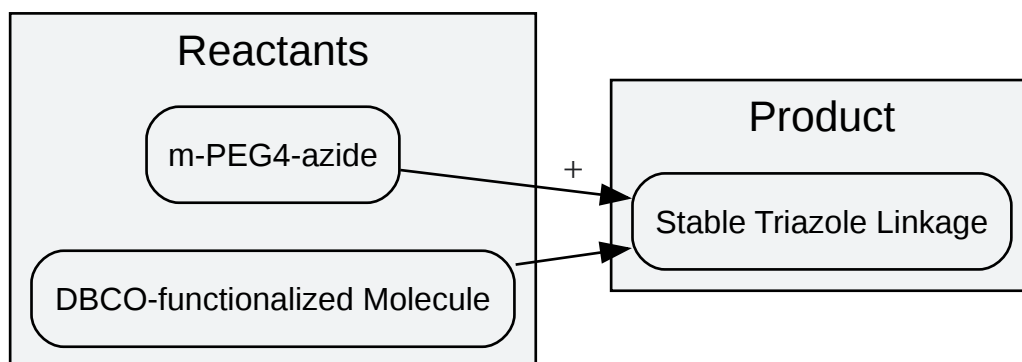 Reactants
m-PEG4-azide
DBCO-functionalized Molecule
+
Product
Stable Triazole Linkage